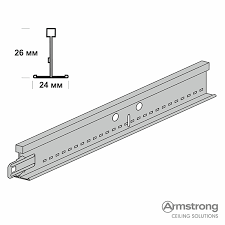 26 мм
24 мм
Armstrong
CEILING SOLUTIONS